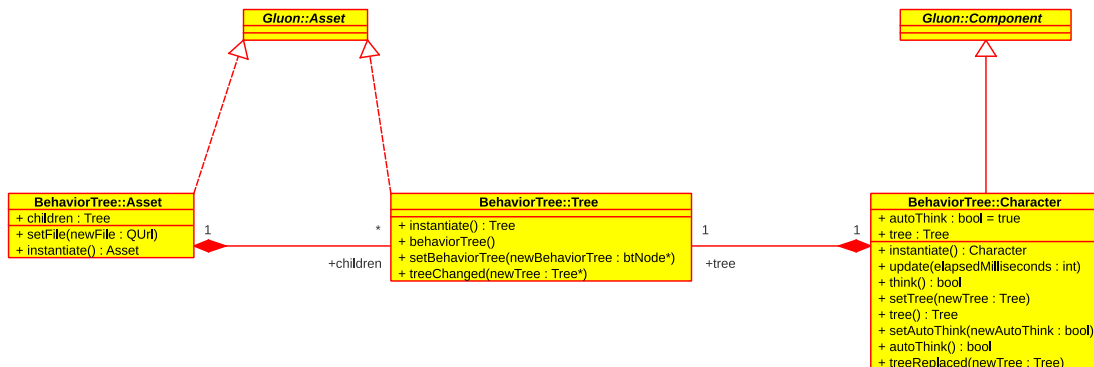 Gluon::Asset
Gluon::Component
BehaviorTree::Asset
+ children : Tree
+ setFile(newFile : QUrl)
+ instantiate() : Asset
1
*
+children
BehaviorTree::Tree
+ instantiate() : Tree
+ behaviorTree()
+ setBehaviorTree(newBehaviorTree : btNode*)
+ treeChanged(newTree : Tree*)
1
1
+tree
BehaviorTree::Character
+ autoThink : bool = true
+ tree : Tree
+ instantiate() : Character
+ update(elapsedMilliseconds : int)
+ think() : bool
+ setTree(newTree : Tree)
+ tree() : Tree
+ setAutoThink(newAutoThink : bool)
+ autoThink() : bool
+ treeReplaced(newTree : Tree)